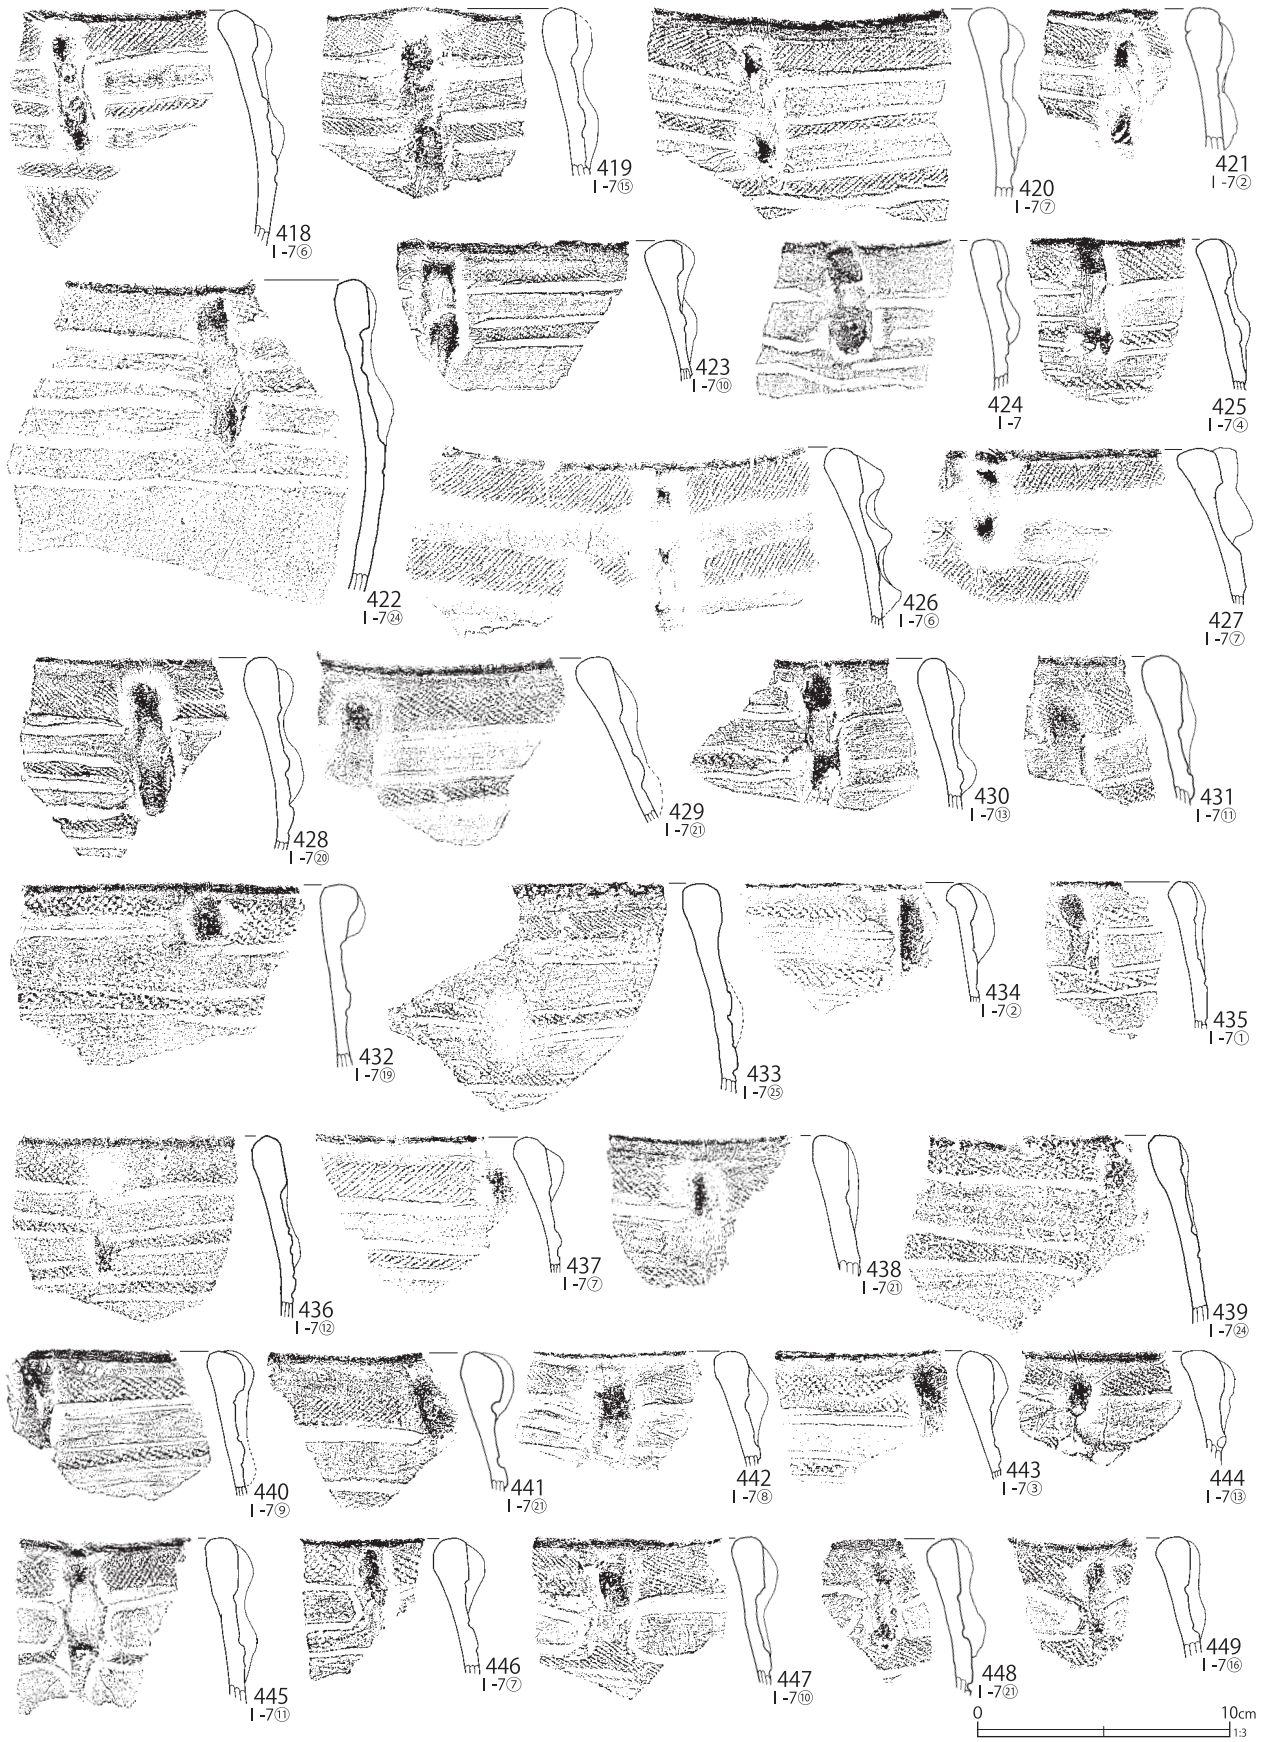 418
I -7⑥
419
I -7⑮
420
I -7⑦
421
I -7②
422
I -7㉔
423
I -7⑩
424
I -7
425
I -7④
426
I -7⑥
427
I -7⑦
428
I -7⑳
429
I -7㉑
430
I -7⑬
431
I -7⑪
432
I -7⑲
433
I -7㉕
434
I -7②
435
I -7①
436
I -7⑫
437
I -7⑦
438
I -7㉑
439
I -7㉔
440
I -7⑨
441
I -7㉑
442
I -7⑧
443
I -7③
444
I -7⑬
445
I -7⑪
446
I -7⑦
447
I -7⑩
448
I -7㉑
449
I -7⑯
0 10cm
1:3